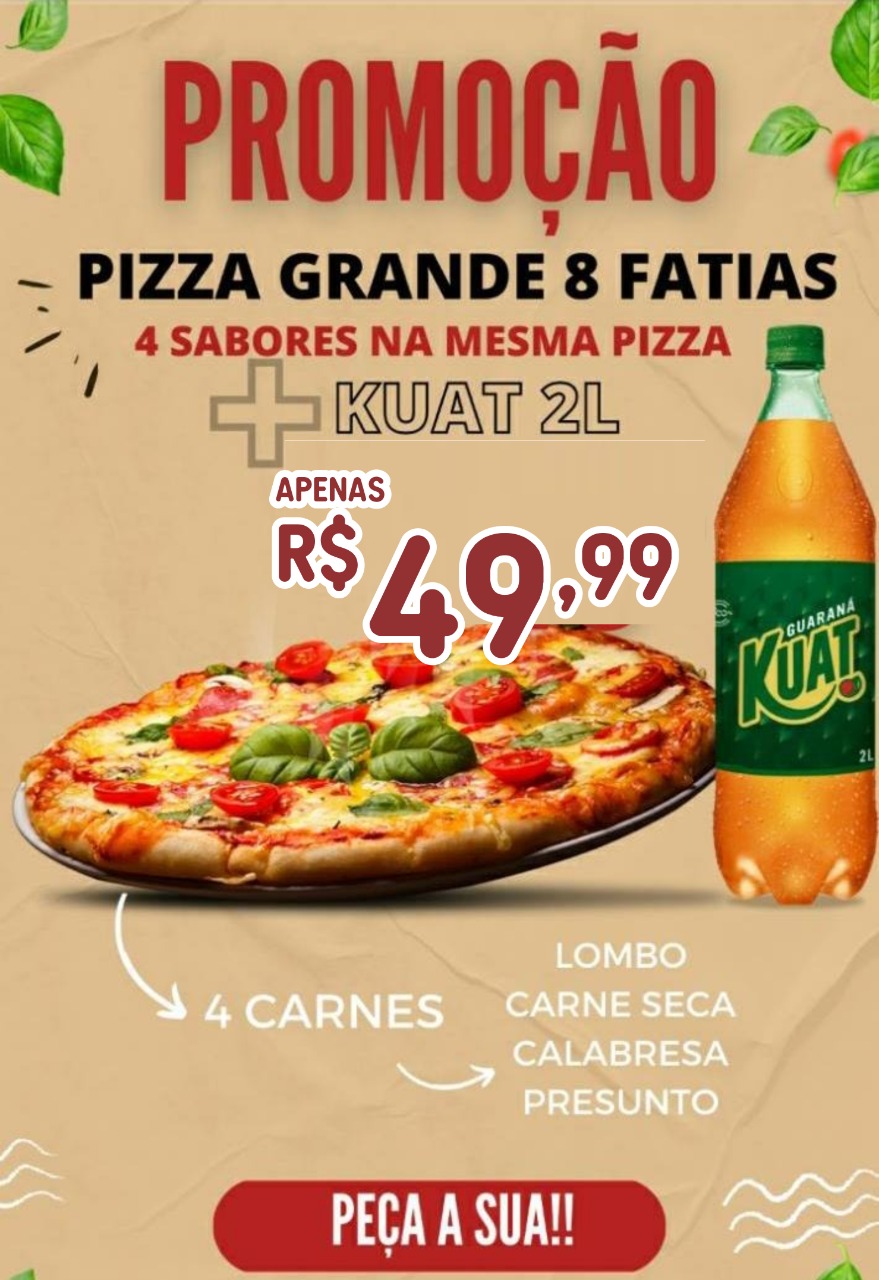 PROMOÇÃO
PIZZA GRANDE 8 FATIAS
4 SABORES NA MESMA PIZZA
+ KUAT 2L
APENAS
R$ 49,99
GUARANÁ
KUAT
2L
4 CARNES
LOMBO
CARNE SECA
CALABRESA
PRESUNTO
PEÇA A SUA!!